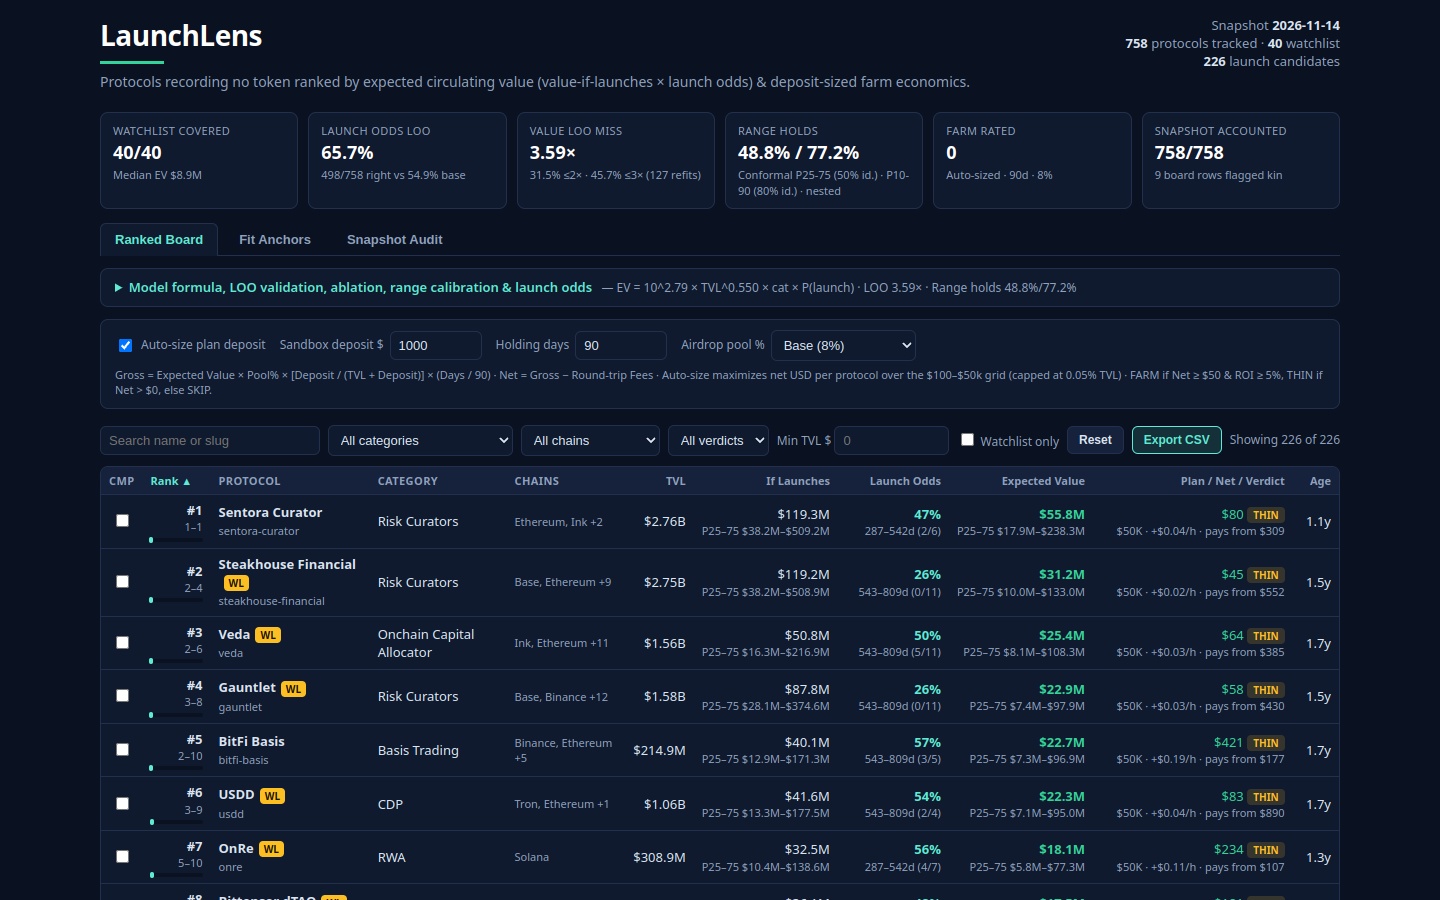 LaunchLens
Snapshot 2026-11-14
758 protocols tracked · 40 watchlist
226 launch candidates
Protocols recording no token ranked by expected circulating value (value-if-launches × launch odds) & deposit-sized farm economics.
WATCHLIST COVERED
40/40
Median EV $8.9M
LAUNCH ODDS LOO
65.7%
498/758 right vs 54.9% base
VALUE LOO MISS
3.59×
31.5% ≤2× · 45.7% ≤3× (127 refits)
RANGE HOLDS
48.8% / 77.2%
Conformal P25-75 (50% id.) · P10-
90 (80% id.) · nested
FARM RATED
0
Auto-sized · 90d · 8%
SNAPSHOT ACCOUNTED
758/758
9 board rows flagged kin
Ranked Board Fit Anchors Snapshot Audit
▶ Model formula, LOO validation, ablation, range calibration & launch odds — EV = 10^2.79 × TVL^0.550 × cat × P(launch) · LOO 3.59× · Range holds 48.8%/77.2%
Auto-size plan deposit Sandbox deposit $ 1000 Holding days 90 Airdrop pool % Base (8%)
Gross = Expected Value × Pool% × [Deposit / (TVL + Deposit)] × (Days / 90) · Net = Gross − Round-trip Fees · Auto-size maximizes net USD per protocol over the $100–$50k grid (capped at 0.05% TVL) · FARM if Net ≥ $50 & ROI ≥ 5%, THIN if
Net > $0, else SKIP.
Search name or slug All categories All chains All verdicts Min TVL $ 0 Watchlist only Reset Export CSV Showing 226 of 226
CMP Rank ▲ PROTOCOL CATEGORY CHAINS TVL If Launches Launch Odds Expected Value Plan / Net / Verdict Age
#1 Sentora Curator Risk Curators Ethereum, Ink +2 $2.76B $119.3M 47% $55.8M $80 THIN 1.1y
1–1 sentora-curator P25–75 $38.2M–$509.2M 287–542d (2/6) P25–75 $17.9M–$238.3M $50K · +$0.04/h · pays from $309
#2 Steakhouse Financial WL Risk Curators Base, Ethereum +9 $2.75B $119.2M 26% $31.2M $45 THIN 1.5y
2–4 steakhouse-financial P25–75 $38.2M–$508.9M 543–809d (0/11) P25–75 $10.0M–$133.0M $50K · +$0.02/h · pays from $552
#3 Veda WL Onchain Capital Allocator Ink, Ethereum +11 $1.56B $50.8M 50% $25.4M $64 THIN 1.7y
2–6 veda P25–75 $16.3M–$216.9M 543–809d (5/11) P25–75 $8.1M–$108.3M $50K · +$0.03/h · pays from $385
#4 Gauntlet WL Risk Curators Base, Binance +12 $1.58B $87.8M 26% $22.9M $58 THIN 1.5y
3–8 gauntlet P25–75 $28.1M–$374.6M 543–809d (0/11) P25–75 $7.4M–$97.9M $50K · +$0.03/h · pays from $430
#5 BitFi Basis Basis Trading Binance, Ethereum +5 $214.9M $40.1M 57% $22.7M $421 THIN 1.7y
2–10 bitfi-basis P25–75 $12.9M–$171.3M 543–809d (3/5) P25–75 $7.3M–$96.9M $50K · +$0.19/h · pays from $177
#6 USDD WL CDP Tron, Ethereum +1 $1.06B $41.6M 54% $22.3M $83 THIN 1.7y
3–9 usdd P25–75 $13.3M–$177.5M 543–809d (2/4) P25–75 $7.1M–$95.0M $50K · +$0.04/h · pays from $890
#7 OnRe WL RWA Solana $308.9M $32.5M 56% $18.1M $234 THIN 1.3y
5–10 onre P25–75 $10.4M–$138.6M 287–542d (4/7) P25–75 $5.8M–$77.3M $50K · +$0.11/h · pays from $107